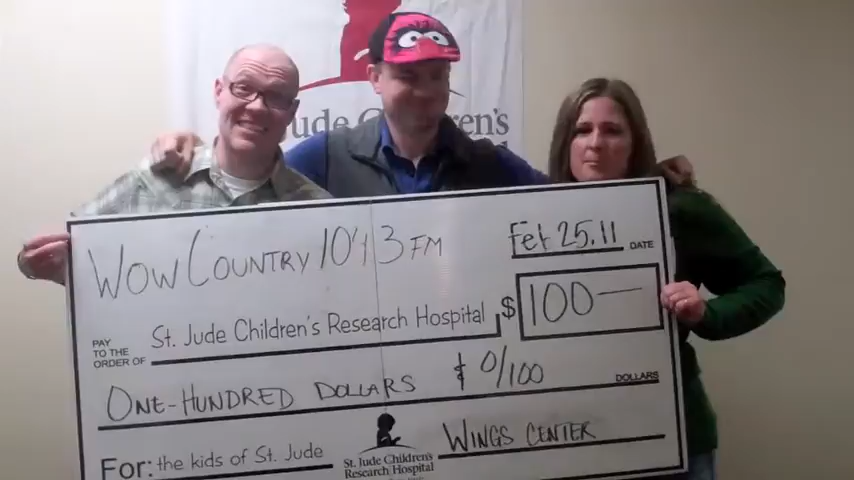 Jude Children's
WOW COUNTRY 104.3 FM
Feb 25.11 DATE
PAY TO THE ORDER OF St. Jude Children's Research Hospital $ 100—
ONE-HUNDRED DOLLARS & 0/100 DOLLARS
For: the kids of St. Jude
St. Jude Children's
Research Hospital
WINGS CENTER